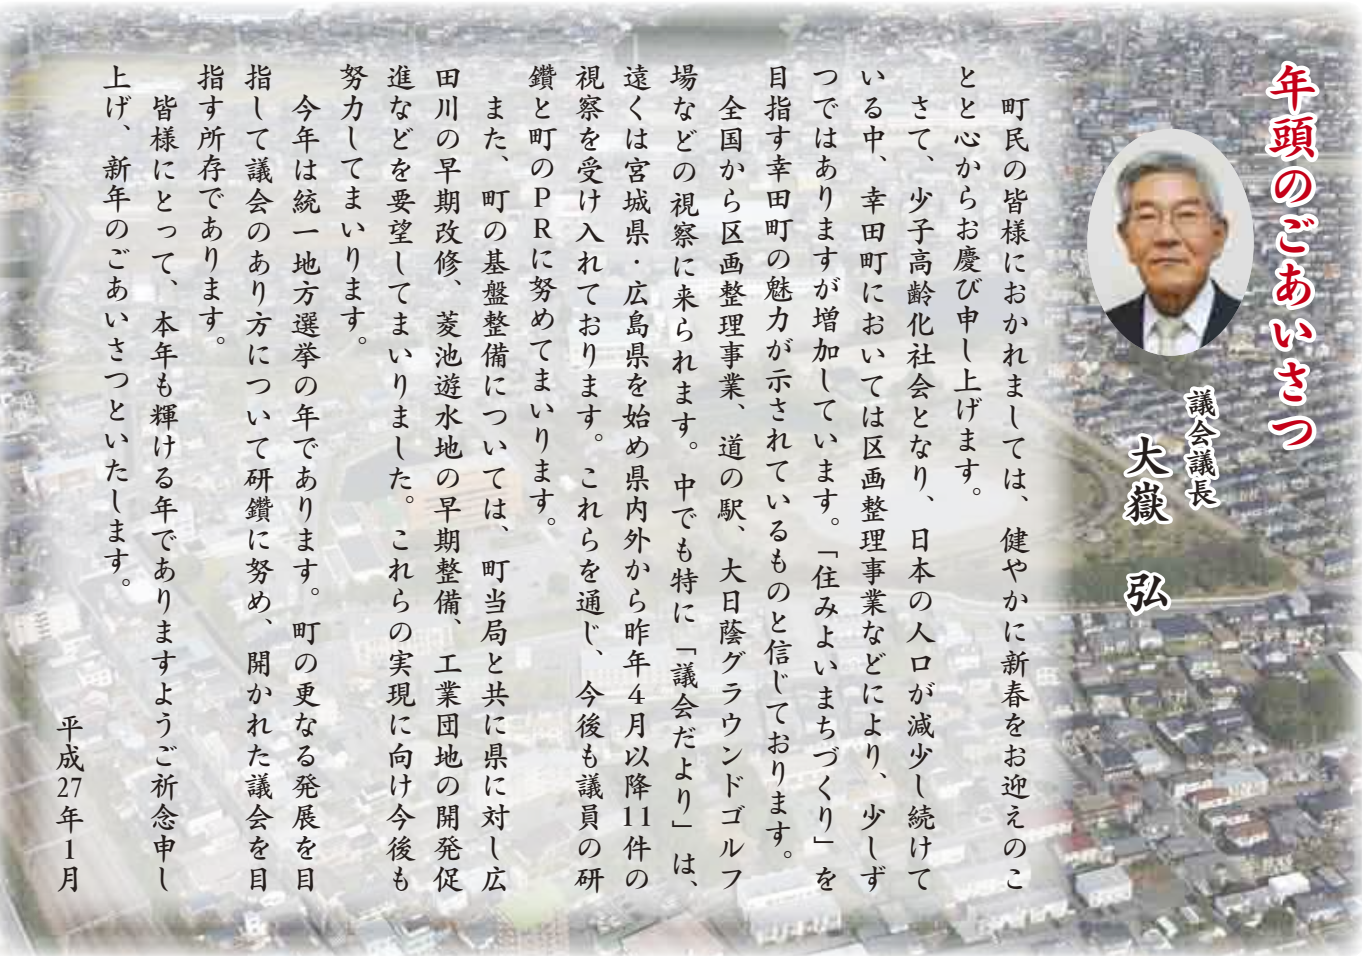 年頭のごあいさつ
議会議長
大嶽　弘
　町民の皆様におかれましては、健やかに新春をお迎えのこ
とと心からお慶び申し上げます。
　さて、少子高齢化社会となり、日本の人口が減少し続けて
いる中、幸田町においては区画整理事業などにより、少しず
つではありますが増加しています。「住みよいまちづくり」を
目指す幸田町の魅力が示されているものと信じております。
　全国から区画整理事業、道の駅、大日蔭グラウンドゴルフ
場などの視察に来られます。中でも特に「議会だより」は、
遠くは宮城県・広島県を始め県内外から昨年４月以降11件の
視察を受け入れております。これらを通じ、今後も議員の研
鑽と町のＰＲに努めてまいります。
　また、町の基盤整備については、町当局と共に県に対し広
田川の早期改修、菱池遊水地の早期整備、工業団地の開発促
進などを要望してまいりました。これらの実現に向け今後も
努力してまいります。
　今年は統一地方選挙の年であります。町の更なる発展を目
指して議会のあり方について研鑽に努め、開かれた議会を目
指す所存であります。
　皆様にとって、本年も輝ける年でありますようご祈念申し
上げ、新年のごあいさつといたします。
平成27年１月